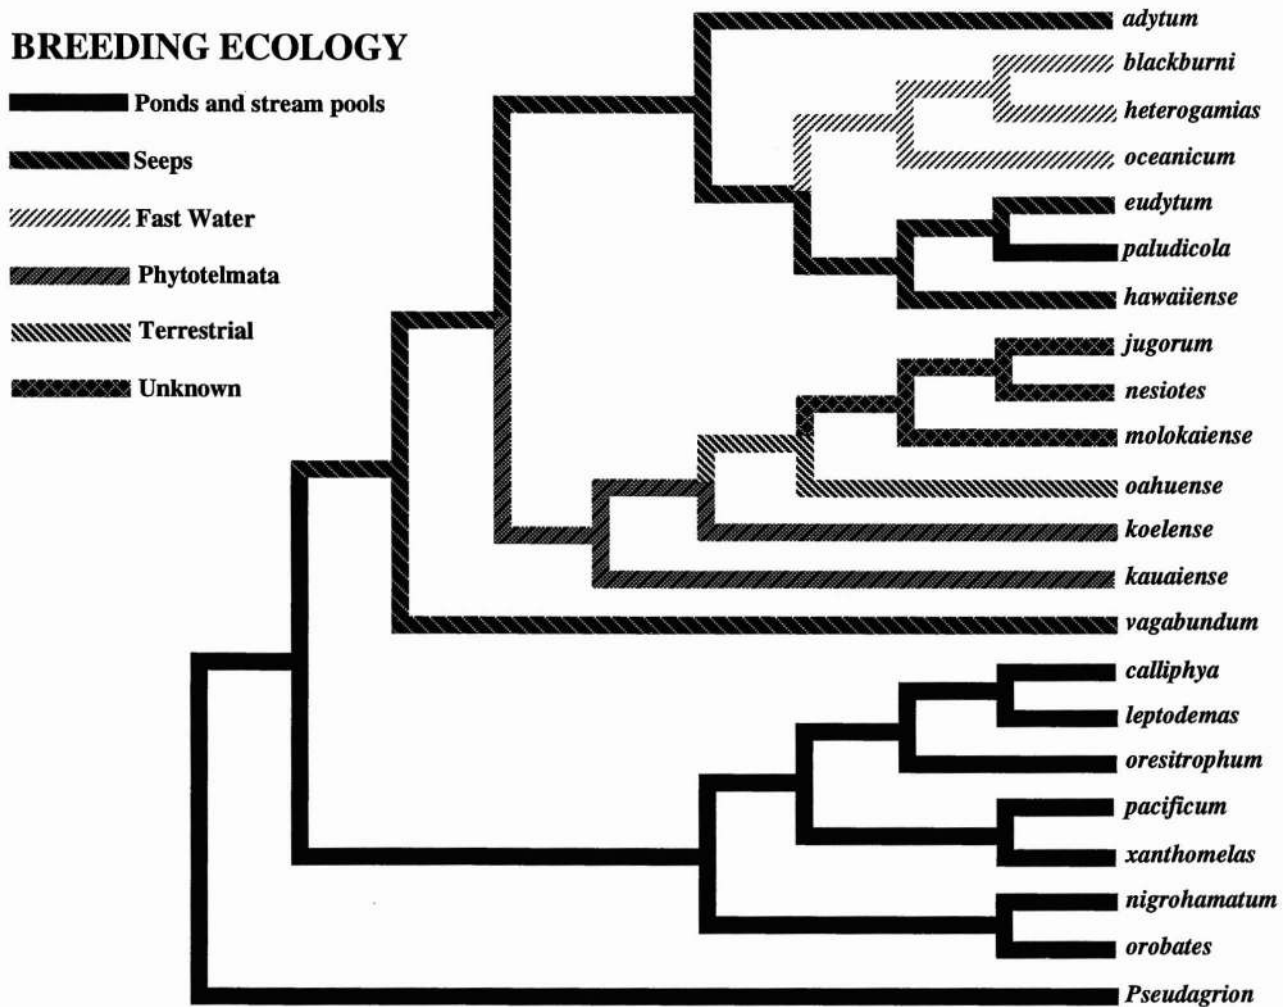 BREEDING ECOLOGY
Ponds and stream pools
Seeps
Fast Water
Phytotelmata
Terrestrial
Unknown
adytum
blackburni
heterogamias
oceanicum
eudytum
paludicola
hawaiiense
jugorum
nesiotes
molokaiense
oahuense
koelense
kauaiense
vagabundum
calliphya
leptodemas
oresitrophum
pacificum
xanthomelas
nigrohamatum
orobates
Pseudagrion